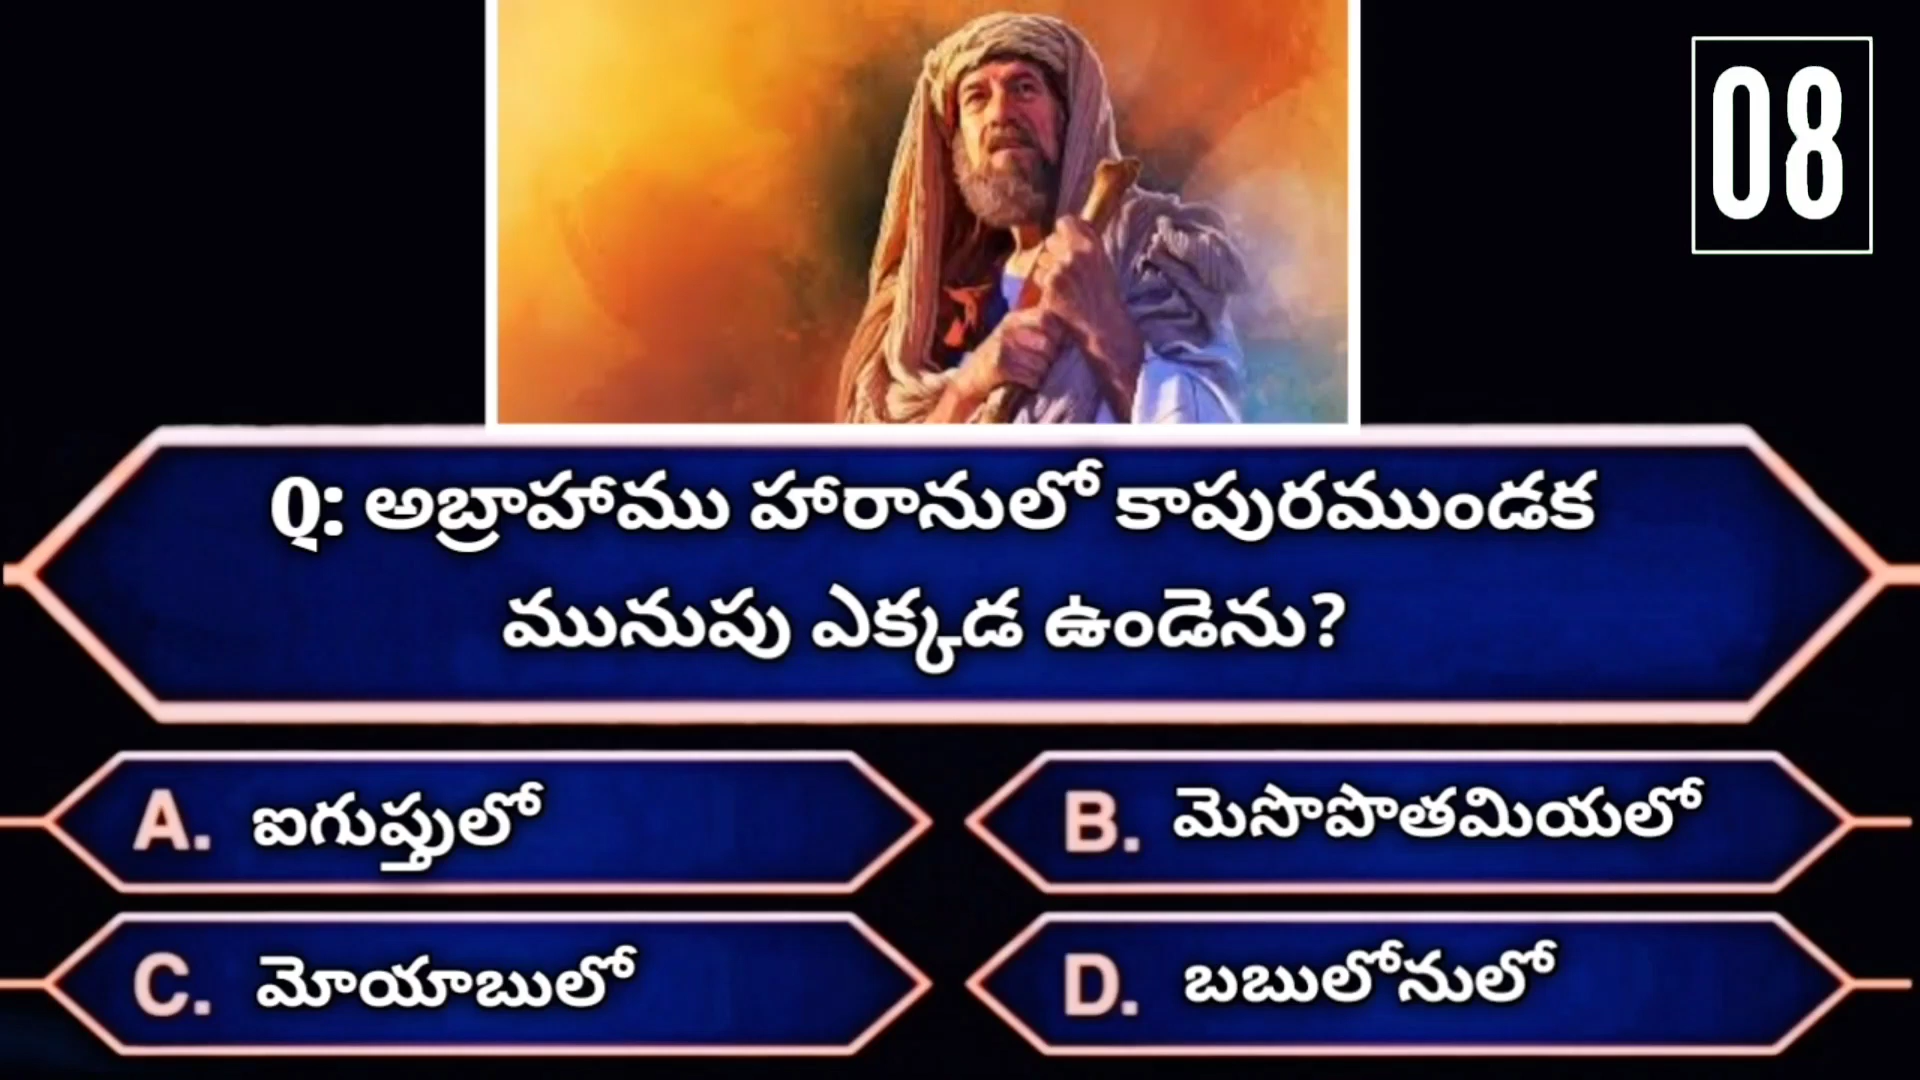 08
Q: అబ్రాహాము హారానులో కాపురముండక
మునుపు ఎక్కడ ఉండెను?
A. ఐగుప్తులో
B. మెసొపొతమియలో
C. మోయాబులో
D. బబులోనులో